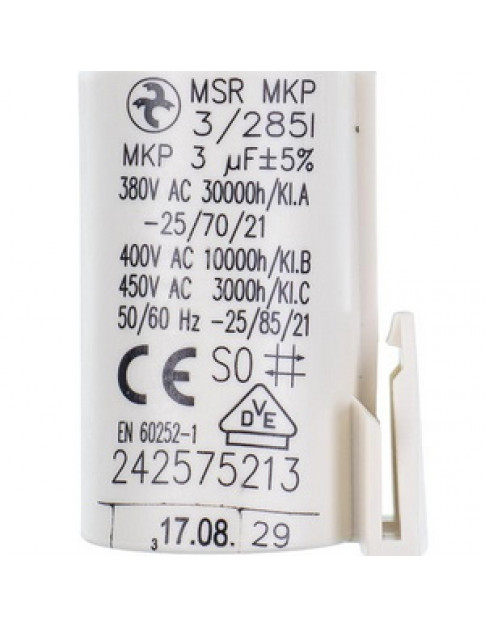 MSR MKP
3/285I
MKP 3 µF±5%
380V AC 30000h/Kl.A
-25/70/21
400V AC 10000h/Kl.B
450V AC 3000h/Kl.C
50/60 Hz -25/85/21
CE SO
DVE
EN 60252-1
242575213
3 17.08. 29